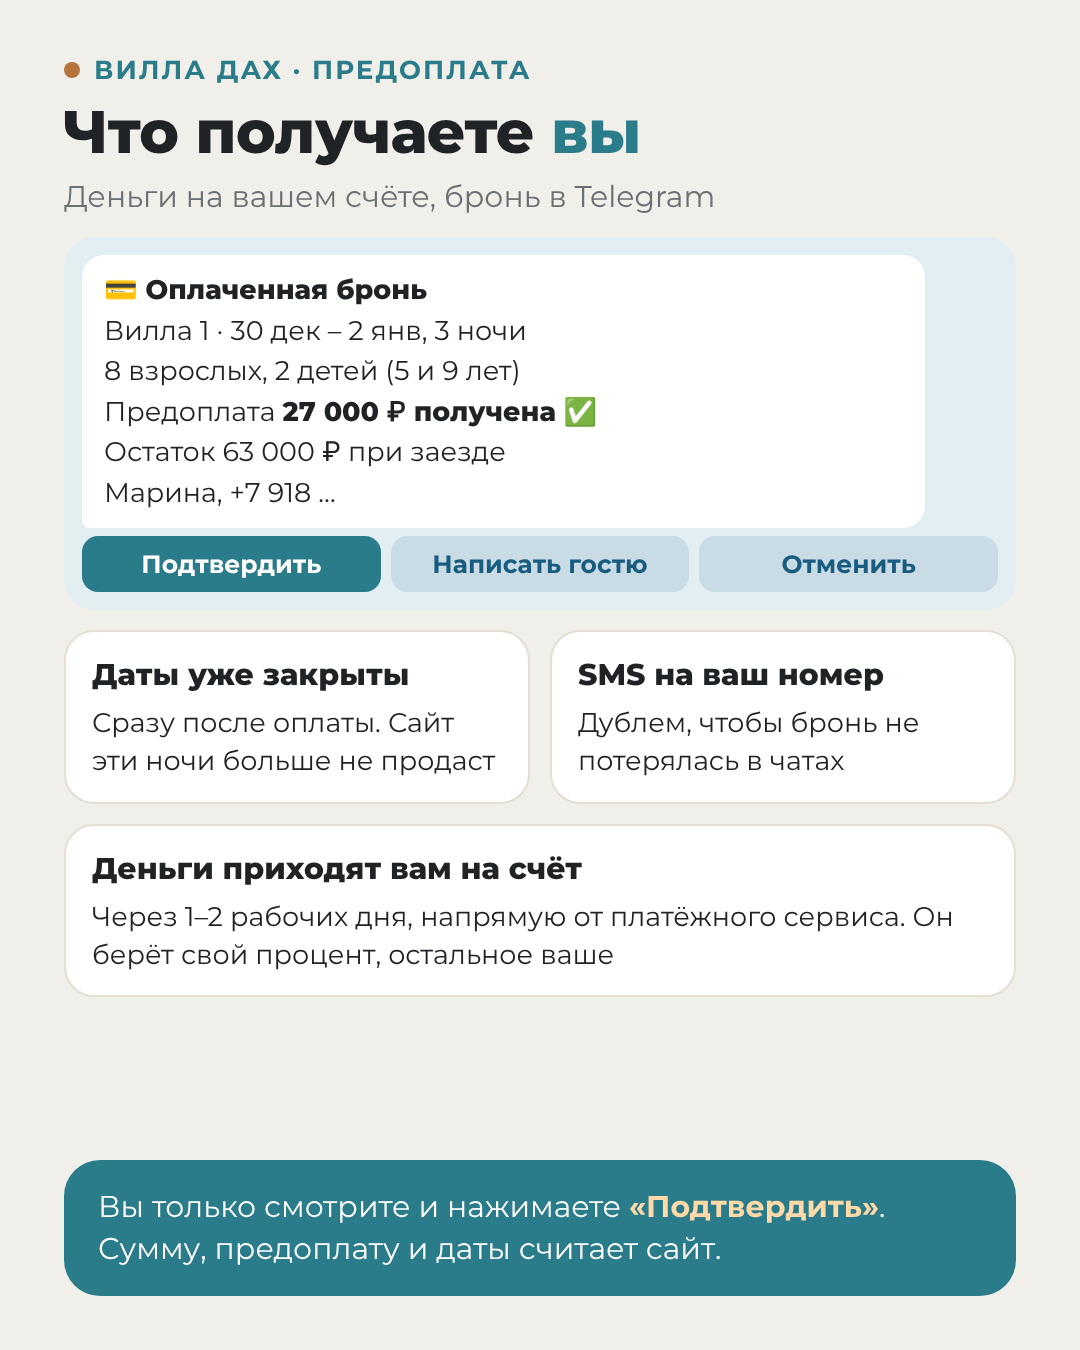 ВИЛЛА ДАХ · ПРЕДОПЛАТА
Что получаете вы
Деньги на вашем счёте, бронь в Telegram
💳 Оплаченная бронь
Вилла 1 · 30 дек – 2 янв, 3 ночи
8 взрослых, 2 детей (5 и 9 лет)
Предоплата 27 000 ₽ получена ✅
Остаток 63 000 ₽ при заезде
Марина, +7 918 ...
Подтвердить
Написать гостю
Отменить
Даты уже закрыты
Сразу после оплаты. Сайт
эти ночи больше не продаст
SMS на ваш номер
Дублем, чтобы бронь не
потерялась в чатах
Деньги приходят вам на счёт
Через 1–2 рабочих дня, напрямую от платёжного сервиса. Он
берёт свой процент, остальное ваше
Вы только смотрите и нажимаете «Подтвердить».
Сумму, предоплату и даты считает сайт.